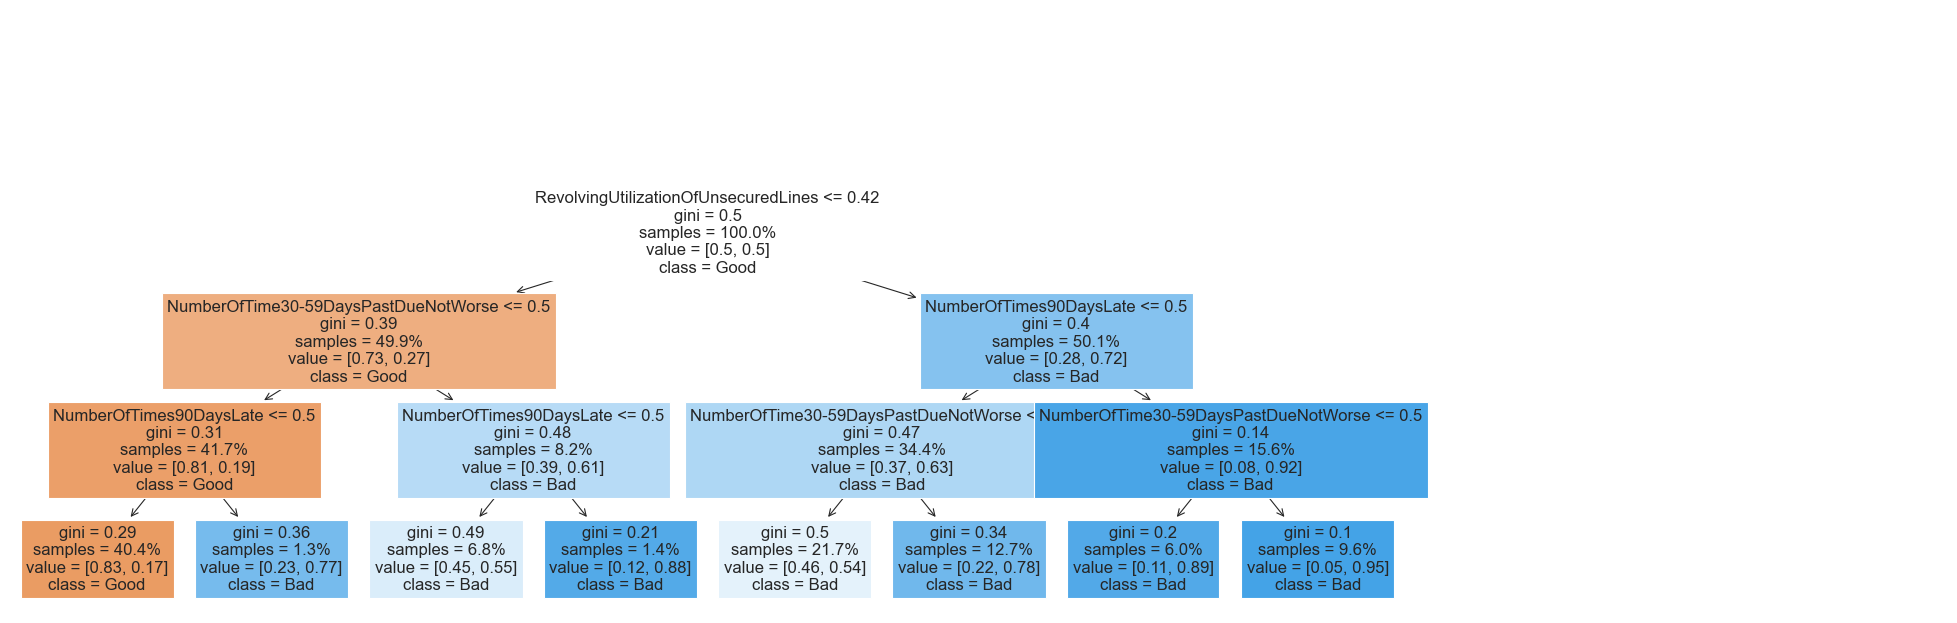 RevolvingUtilizationOfUnsecuredLines <= 0.42
gini = 0.5
samples = 100.0%
value = [0.5, 0.5]
class = Good
NumberOfTime30-59DaysPastDueNotWorse <= 0.5
gini = 0.39
samples = 49.9%
value = [0.73, 0.27]
class = Good
NumberOfTimes90DaysLate <= 0.5
gini = 0.4
samples = 50.1%
value = [0.28, 0.72]
class = Bad
NumberOfTimes90DaysLate <= 0.5
gini = 0.31
samples = 41.7%
value = [0.81, 0.19]
class = Good
NumberOfTimes90DaysLate <= 0.5
gini = 0.48
samples = 8.2%
value = [0.39, 0.61]
class = Bad
NumberOfTime30-59DaysPastDueNotWorse <
gini = 0.47
samples = 34.4%
value = [0.37, 0.63]
class = Bad
NumberOfTime30-59DaysPastDueNotWorse <= 0.5
gini = 0.14
samples = 15.6%
value = [0.08, 0.92]
class = Bad
gini = 0.29
samples = 40.4%
value = [0.83, 0.17]
class = Good
gini = 0.36
samples = 1.3%
value = [0.23, 0.77]
class = Bad
gini = 0.49
samples = 6.8%
value = [0.45, 0.55]
class = Bad
gini = 0.21
samples = 1.4%
value = [0.12, 0.88]
class = Bad
gini = 0.5
samples = 21.7%
value = [0.46, 0.54]
class = Bad
gini = 0.34
samples = 12.7%
value = [0.22, 0.78]
class = Bad
gini = 0.2
samples = 6.0%
value = [0.11, 0.89]
class = Bad
gini = 0.1
samples = 9.6%
value = [0.05, 0.95]
class = Bad